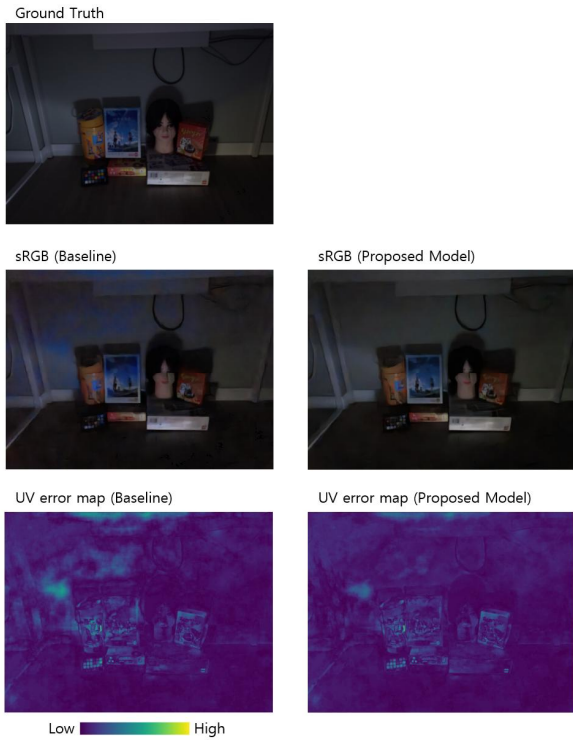 Ground Truth
sRGB (Baseline)
sRGB (Proposed Model)
UV error map (Baseline)
UV error map (Proposed Model)
Low
High